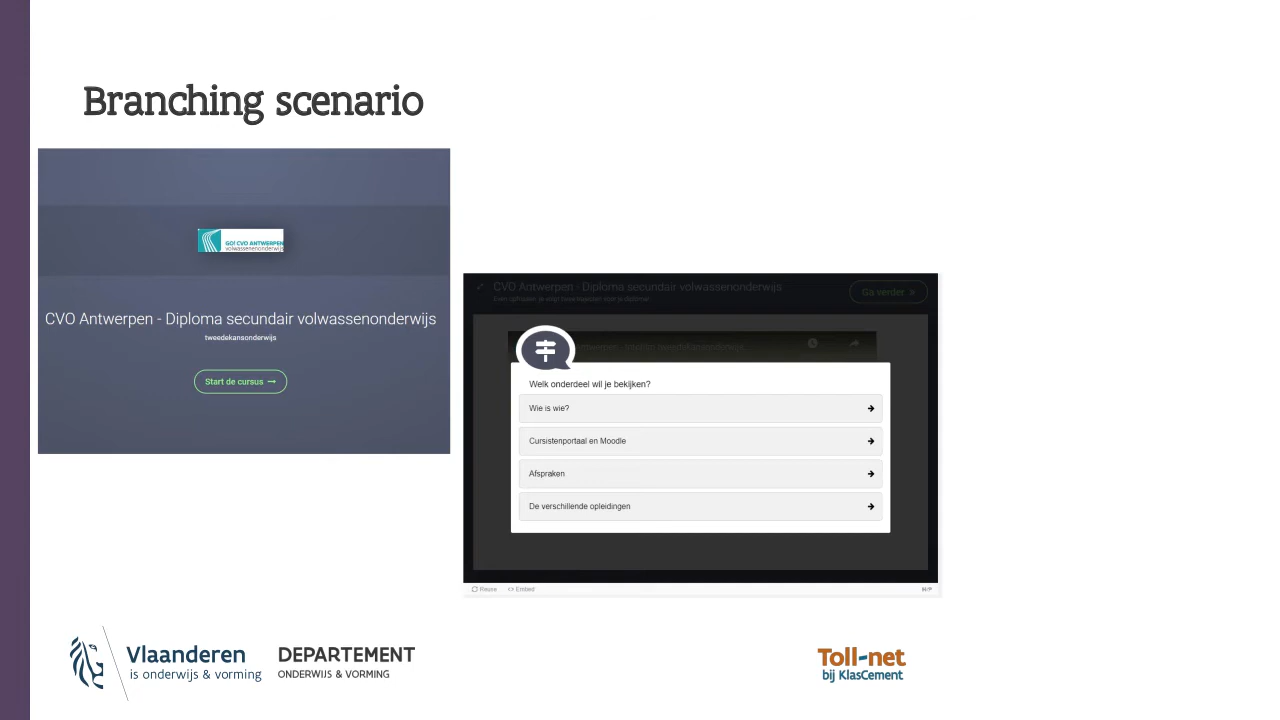 Branching scenario
GO! CVO ANTWERPEN
volwassenenonderwijs
CVO Antwerpen - Diploma secundair volwassenonderwijs
tweedekansonderwijs
Start de cursus
CVO Antwerpen - Diploma secundair volwassenonderwijs
Ga verder
Welk onderdeel wil je bekijken?
Wie is wie?
Cursistenportaal en Moodle
Afspraken
De verschillende opleidingen
Reuse
Embed
Vlaanderen
is onderwijs & vorming
DEPARTEMENT
ONDERWIJS & VORMING
Toll-net
bij KlasCement